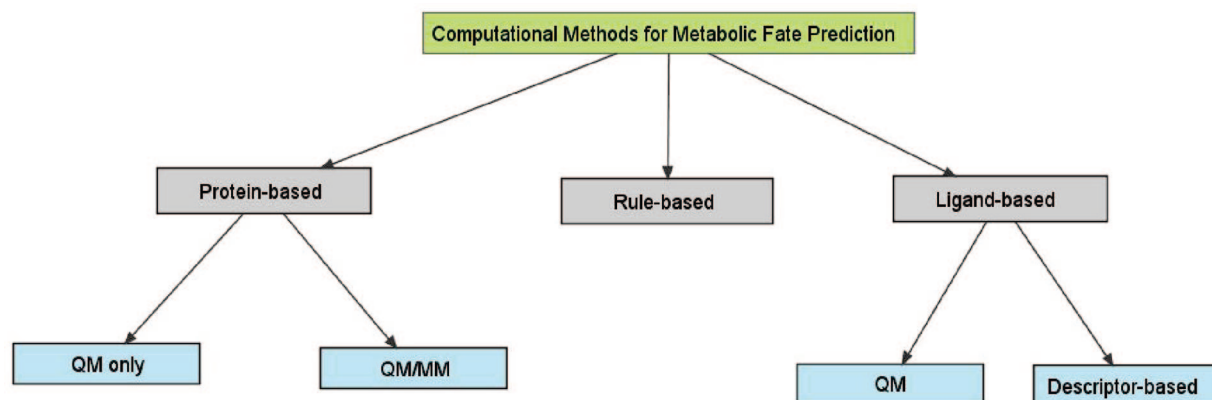 Computational Methods for Metabolic Fate Prediction
Protein-based
Rule-based
Ligand-based
QM only
QM/MM
QM
Descriptor-based